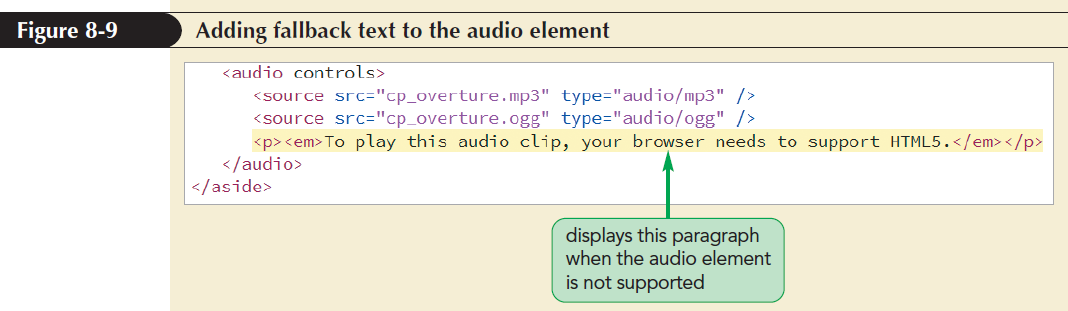 Figure 8-9
Adding fallback text to the audio element
<audio controls>
<source src="cp_overture.mp3" type="audio/mp3" />
<source src="cp_overture.ogg" type="audio/ogg" />
<p><em>To play this audio clip, your browser needs to support HTML5.</em></p>
</audio>
</aside>
displays this paragraph
when the audio element
is not supported